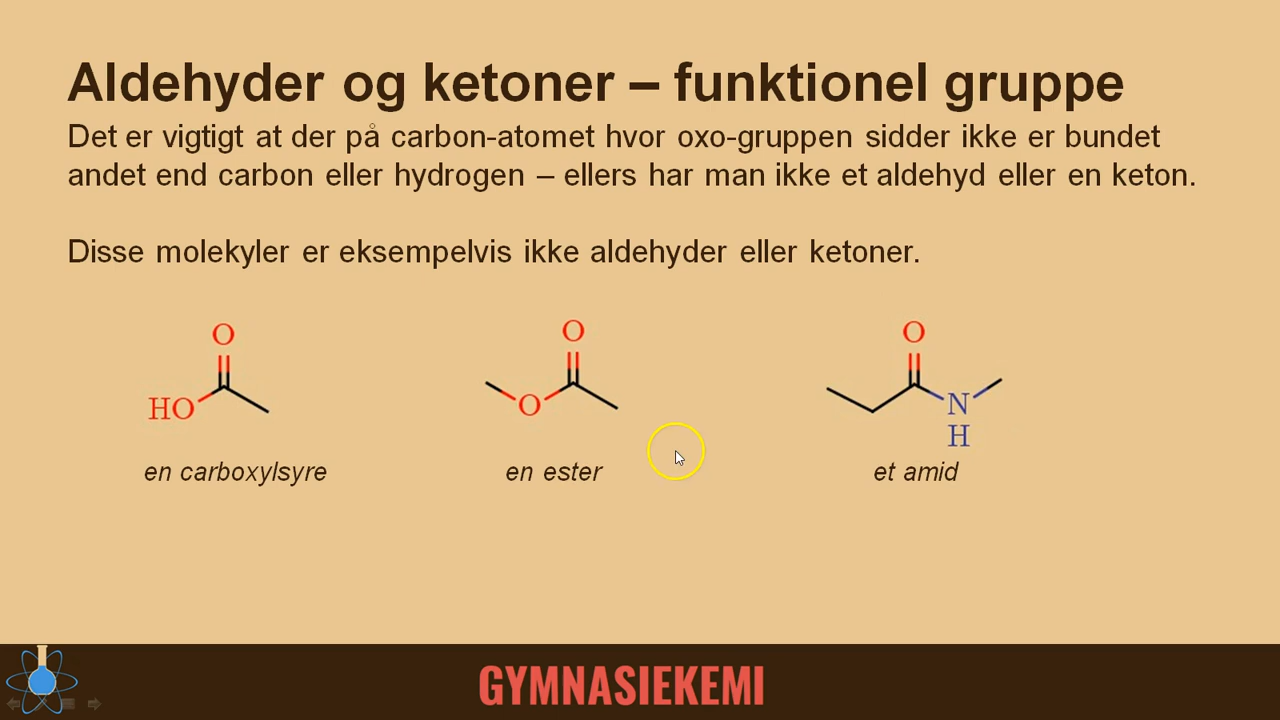 Aldehyder og ketoner – funktionel gruppe
Det er vigtigt at der på carbon-atomet hvor oxo-gruppen sidder ikke er bundet
andet end carbon eller hydrogen – ellers har man ikke et aldehyd eller en keton.
Disse molekyler er eksempelvis ikke aldehyder eller ketoner.
O
HO
en carboxylsyre
O
O
en ester
O
N
H
et amid
GYMNASIEKEMI